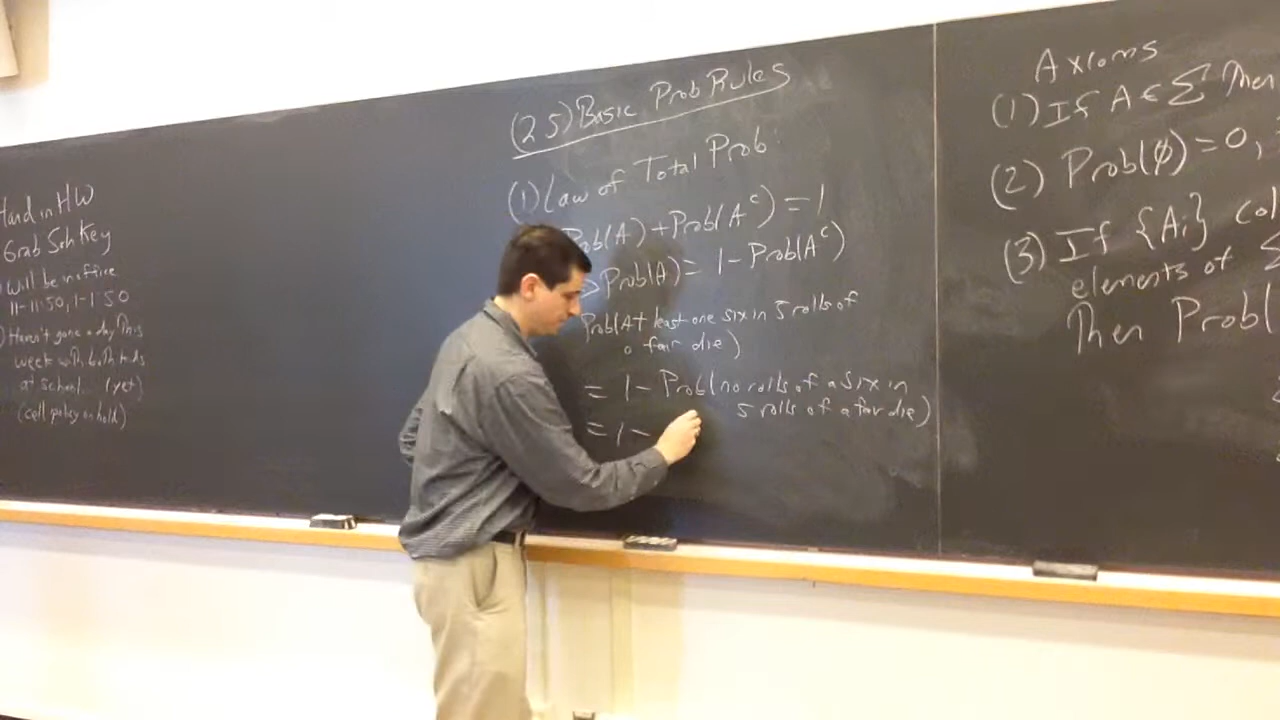 Hand in HW
Grab Soln Key
will be in office
11-11:50, 1-1:50
Haven't gone a day this
week with both kids
at school... (yet)
(cell policy on hold)
(2.5) Basic Prob Rules
(1) Law of Total Prob:
Prob(A) + Prob(A^c) = 1
Prob(A) = 1 - Prob(A^c)
Prob(At least one six in 5 rolls of
a fair die)
= 1 - Prob(no rolls of a six in
5 rolls of a fair die)
= 1 -
Axioms
(1) If A ∈ Σ Then
(2) Prob(∅) = 0,
(3) If {Ai} col
elements of Σ
Then Prob(